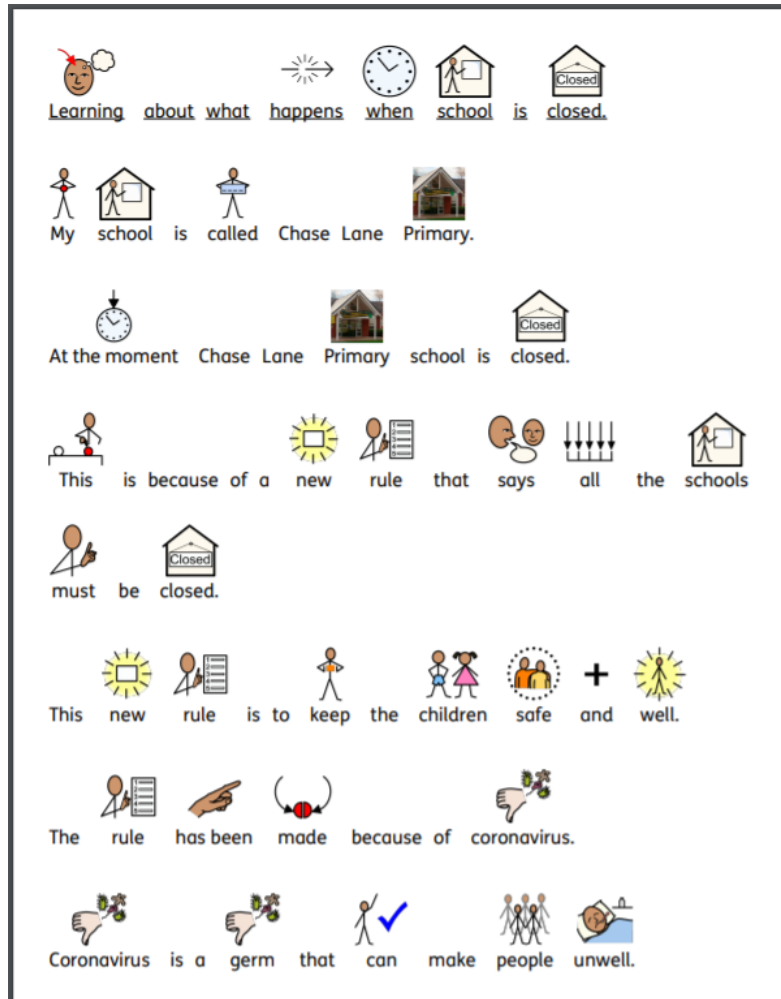 Learning about what happens when school is closed.
My school is called Chase Lane Primary.
At the moment Chase Lane Primary school is closed.
This is because of a new rule that says all the schools
must be closed.
This new rule is to keep the children safe and well.
The rule has been made because of coronavirus.
Coronavirus is a germ that can make people unwell.